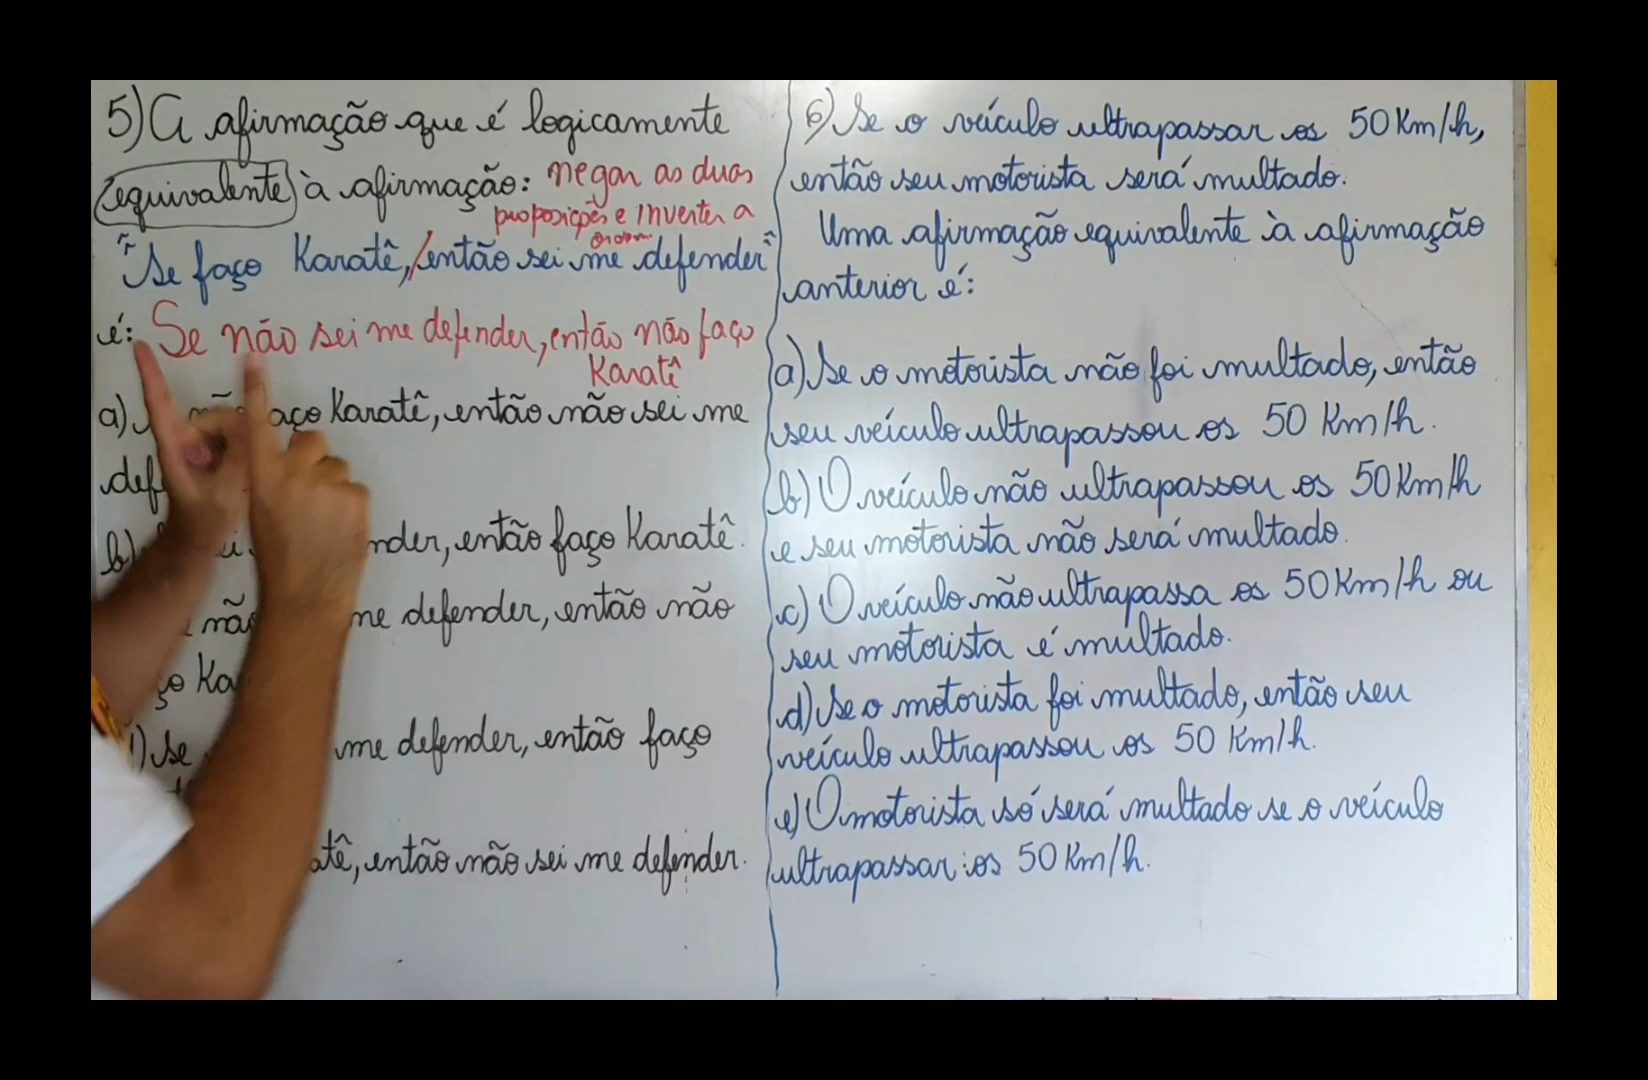 5) A afirmação que é logicamente
equivalente à afirmação: negar as duas
proposições e inverter a
ordem.
"Se faço Karatê, então sei me defender"
é: Se não sei me defender, então não faço
Karatê
a) aço Karatê, então não sei me
def
b) nder, então faço Karatê.
não me defender, então não
ço Ka
d) Se me defender, então faço
atê, então não sei me defender.
6) Se o veículo ultrapassar os 50 Km/h,
então seu motorista será multado.
Uma afirmação equivalente à afirmação
anterior é:
a) Se o motorista não foi multado, então
seu veículo ultrapassou os 50 Km/h.
b) O veículo não ultrapassou os 50 Km/h
e seu motorista não será multado.
c) O veículo não ultrapassa os 50 Km/h ou
seu motorista é multado.
d) Se o motorista foi multado, então seu
veículo ultrapassou os 50 Km/h.
e) O motorista só será multado se o veículo
ultrapassar os 50 Km/h.